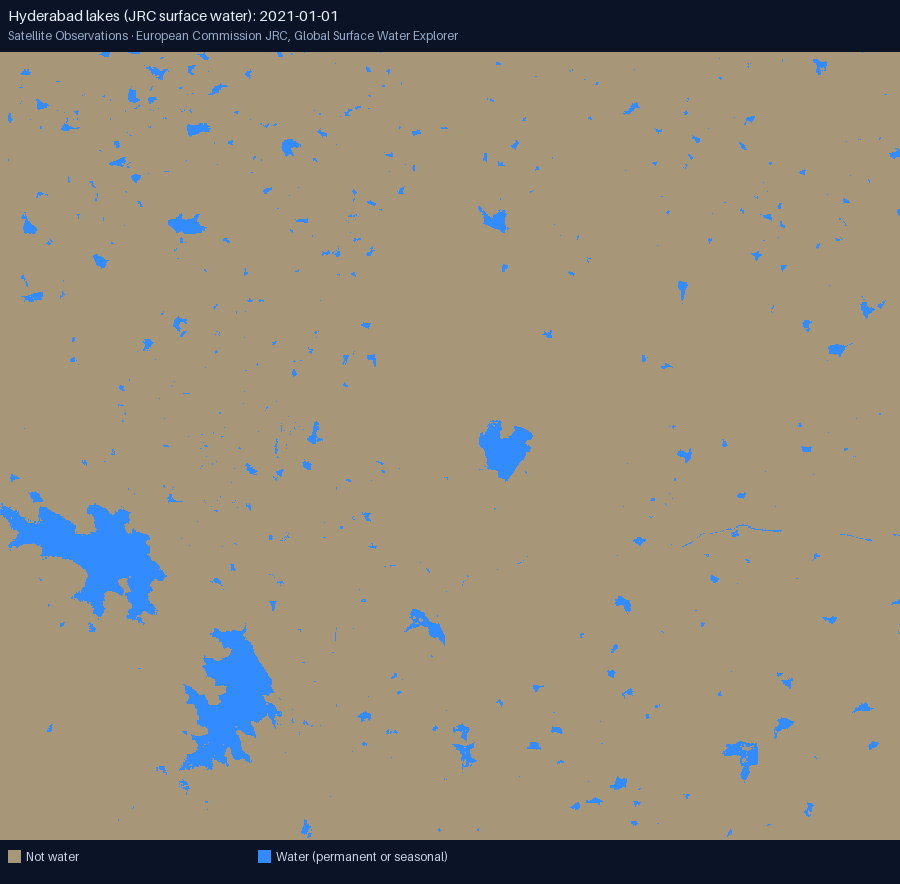 Hyderabad lakes (JRC surface water): 2021-01-01
Satellite Observations · European Commission JRC, Global Surface Water Explorer
Not water
Water (permanent or seasonal)